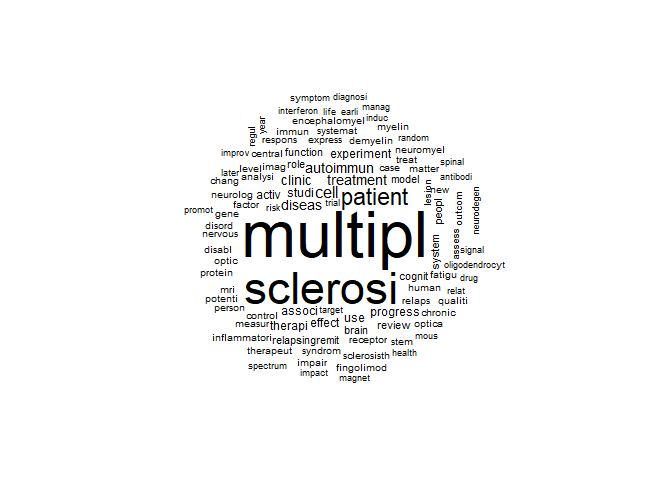 symptom diagnosi
interferon life earli manag
encephalomyel induc
regul year immun systemat myelin
respons express demyelin random
improv central function experiment neuromyel
level imag role autoimmun case treat matter spinal
later analysi
chang clinic treatment model antibodi
neurolog activ studi cell patient lesion new
factor risk diseas trial peopl outcom neurodegen
promot gene
disord
nervous multipl assess signal
disabl system
optic oligodendrocyt
protein cognit fatigu drug
mri sclerosi human relat
potenti relaps qualiti
person control associ target use progress chronic
measur therapi effect brain review optica
inflammatori relapsingremit receptor stem mous
therapeut syndrom sclerosisth health
spectrum impair fingolimod
impact magnet